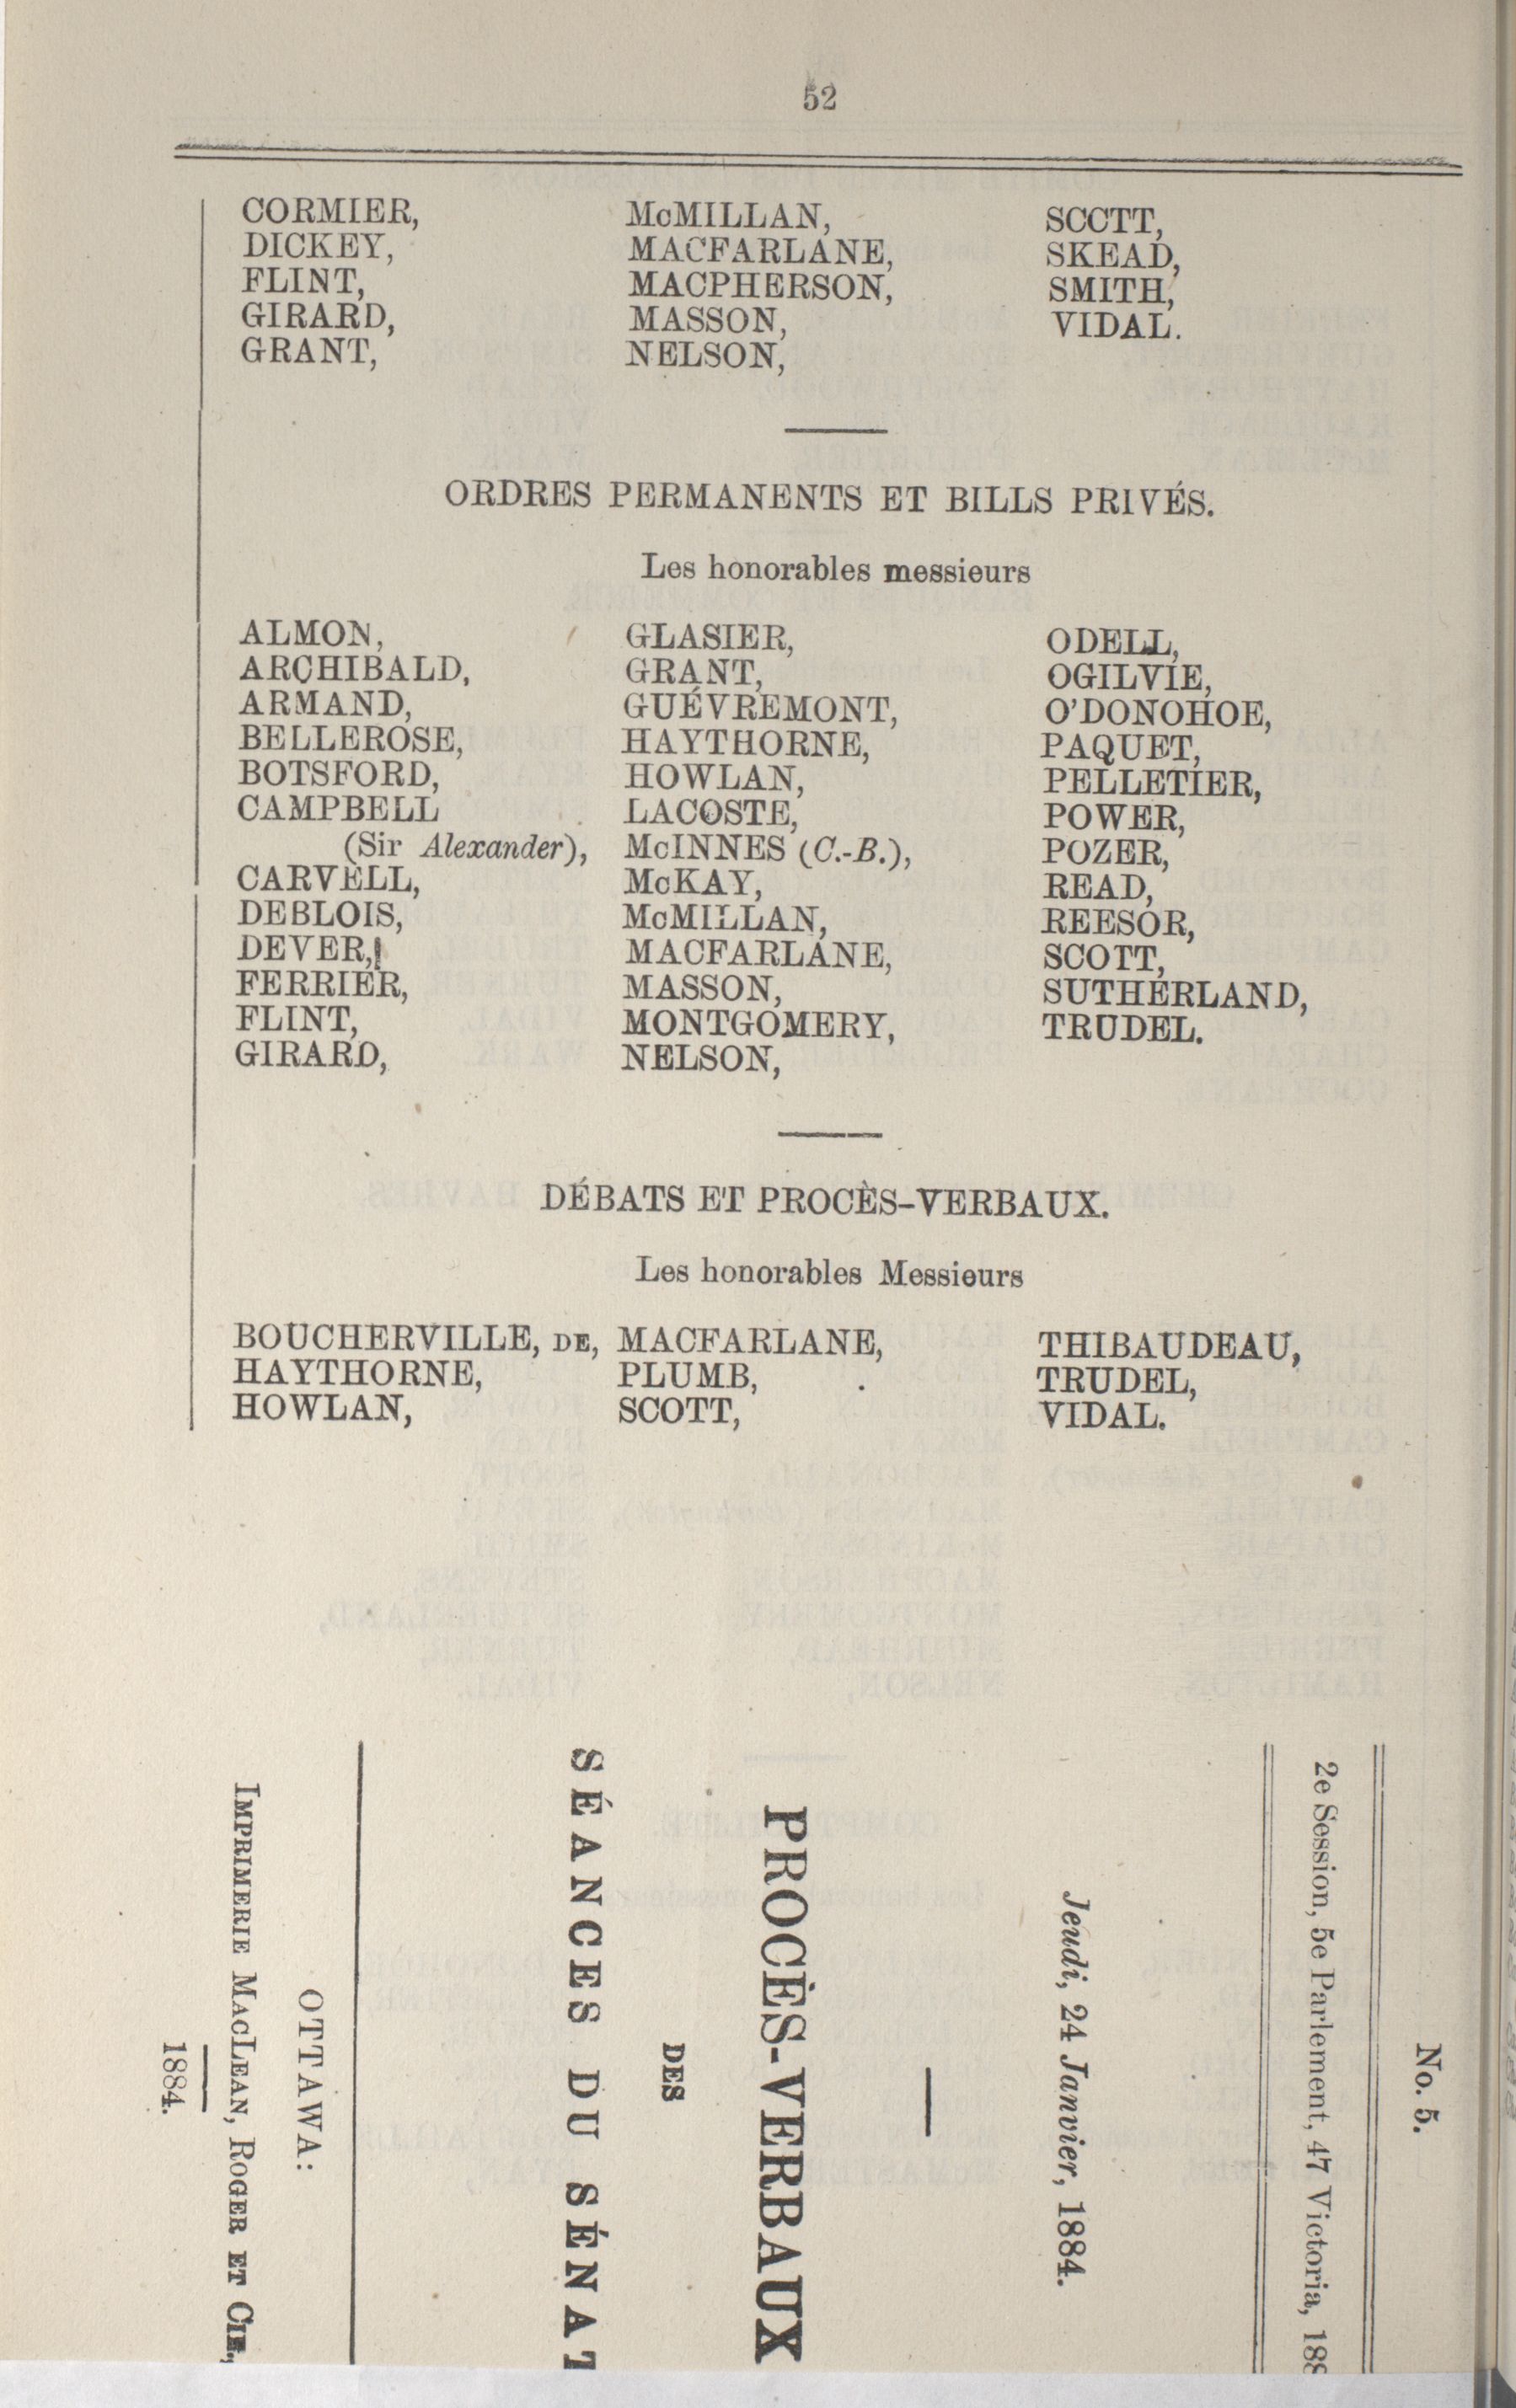 52
CORMIER,
DICKEY,
FLINT,
GIRARD,
GRANT,
McMILLAN,
MACFARLANE,
MACPHERSON,
MASSON,
NELSON,
SCCTT,
SKEAD,
SMITH,
VIDAL.
ORDRES PERMANENTS ET BILLS PRIVÉS.
Les honorables messieurs
ALMON,
ARCHIBALD,
ARMAND,
BELLEROSE,
BOTSFORD,
CAMPBELL
(Sir Alexander),
CARVELL,
DEBLOIS,
DEVER,
FERRIER,
FLINT,
GIRARD,
GLASIER,
GRANT,
GUÉVREMONT,
HAYTHORNE,
HOWLAN,
LACOSTE,
McINNES (C.-B.),
McKAY,
McMILLAN,
MACFARLANE,
MASSON,
MONTGOMERY,
NELSON,
ODELL,
OGILVIE,
O'DONOHOE,
PAQUET,
PELLETIER,
POWER,
POZER,
READ,
REESOR,
SCOTT,
SUTHERLAND,
TRUDEL.
DÉBATS ET PROCÈS-VERBAUX.
Les honorables Messieurs
BOUCHERVILLE, DE,
HAYTHORNE,
HOWLAN,
MACFARLANE,
PLUMB,
SCOTT,
THIBAUDEAU,
TRUDEL,
VIDAL.
No. 5.
2e Session, 5e Parlement, 47 Victoria, 188
Jeudi, 24 Janvier, 1884.
PROCÈS-VERBAUX
DES
SÉANCES DU SÉNAT
OTTAWA:
IMPRIMERIE MACLEAN, ROGER ET CIE.,
1884.